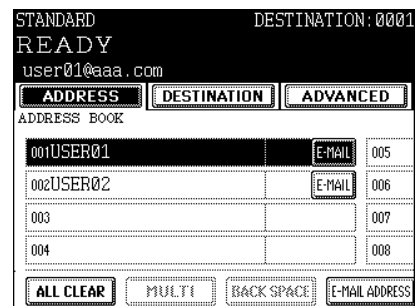 STANDARD DESTINATION:0001
READY
user01@aaa.com
ADDRESS DESTINATION ADVANCED
ADDRESS BOOK
001USER01 E-MAIL 005
002USER02 E-MAIL 006
003 007
004 008
ALL CLEAR MULTI BACK SPACE E-MAIL ADDRESS